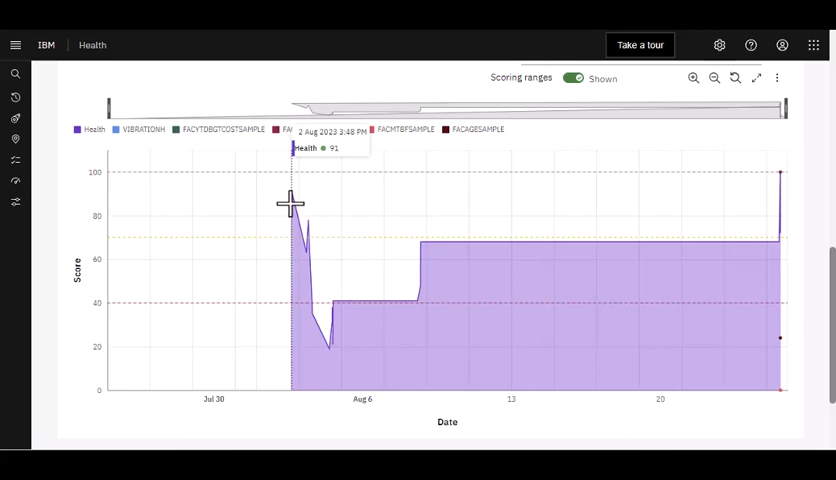 IBM Health Take a tour
Scoring ranges Shown
Health VIBRATIONH FACYTDBGTCOSTSAMPLE FACMTBFSAMPLE FACAGESAMPLE
2 Aug 2023 3:48 PM
Health 91
100
80
60
40
20
0
Score
Jul 30 Aug 6 13 20
Date